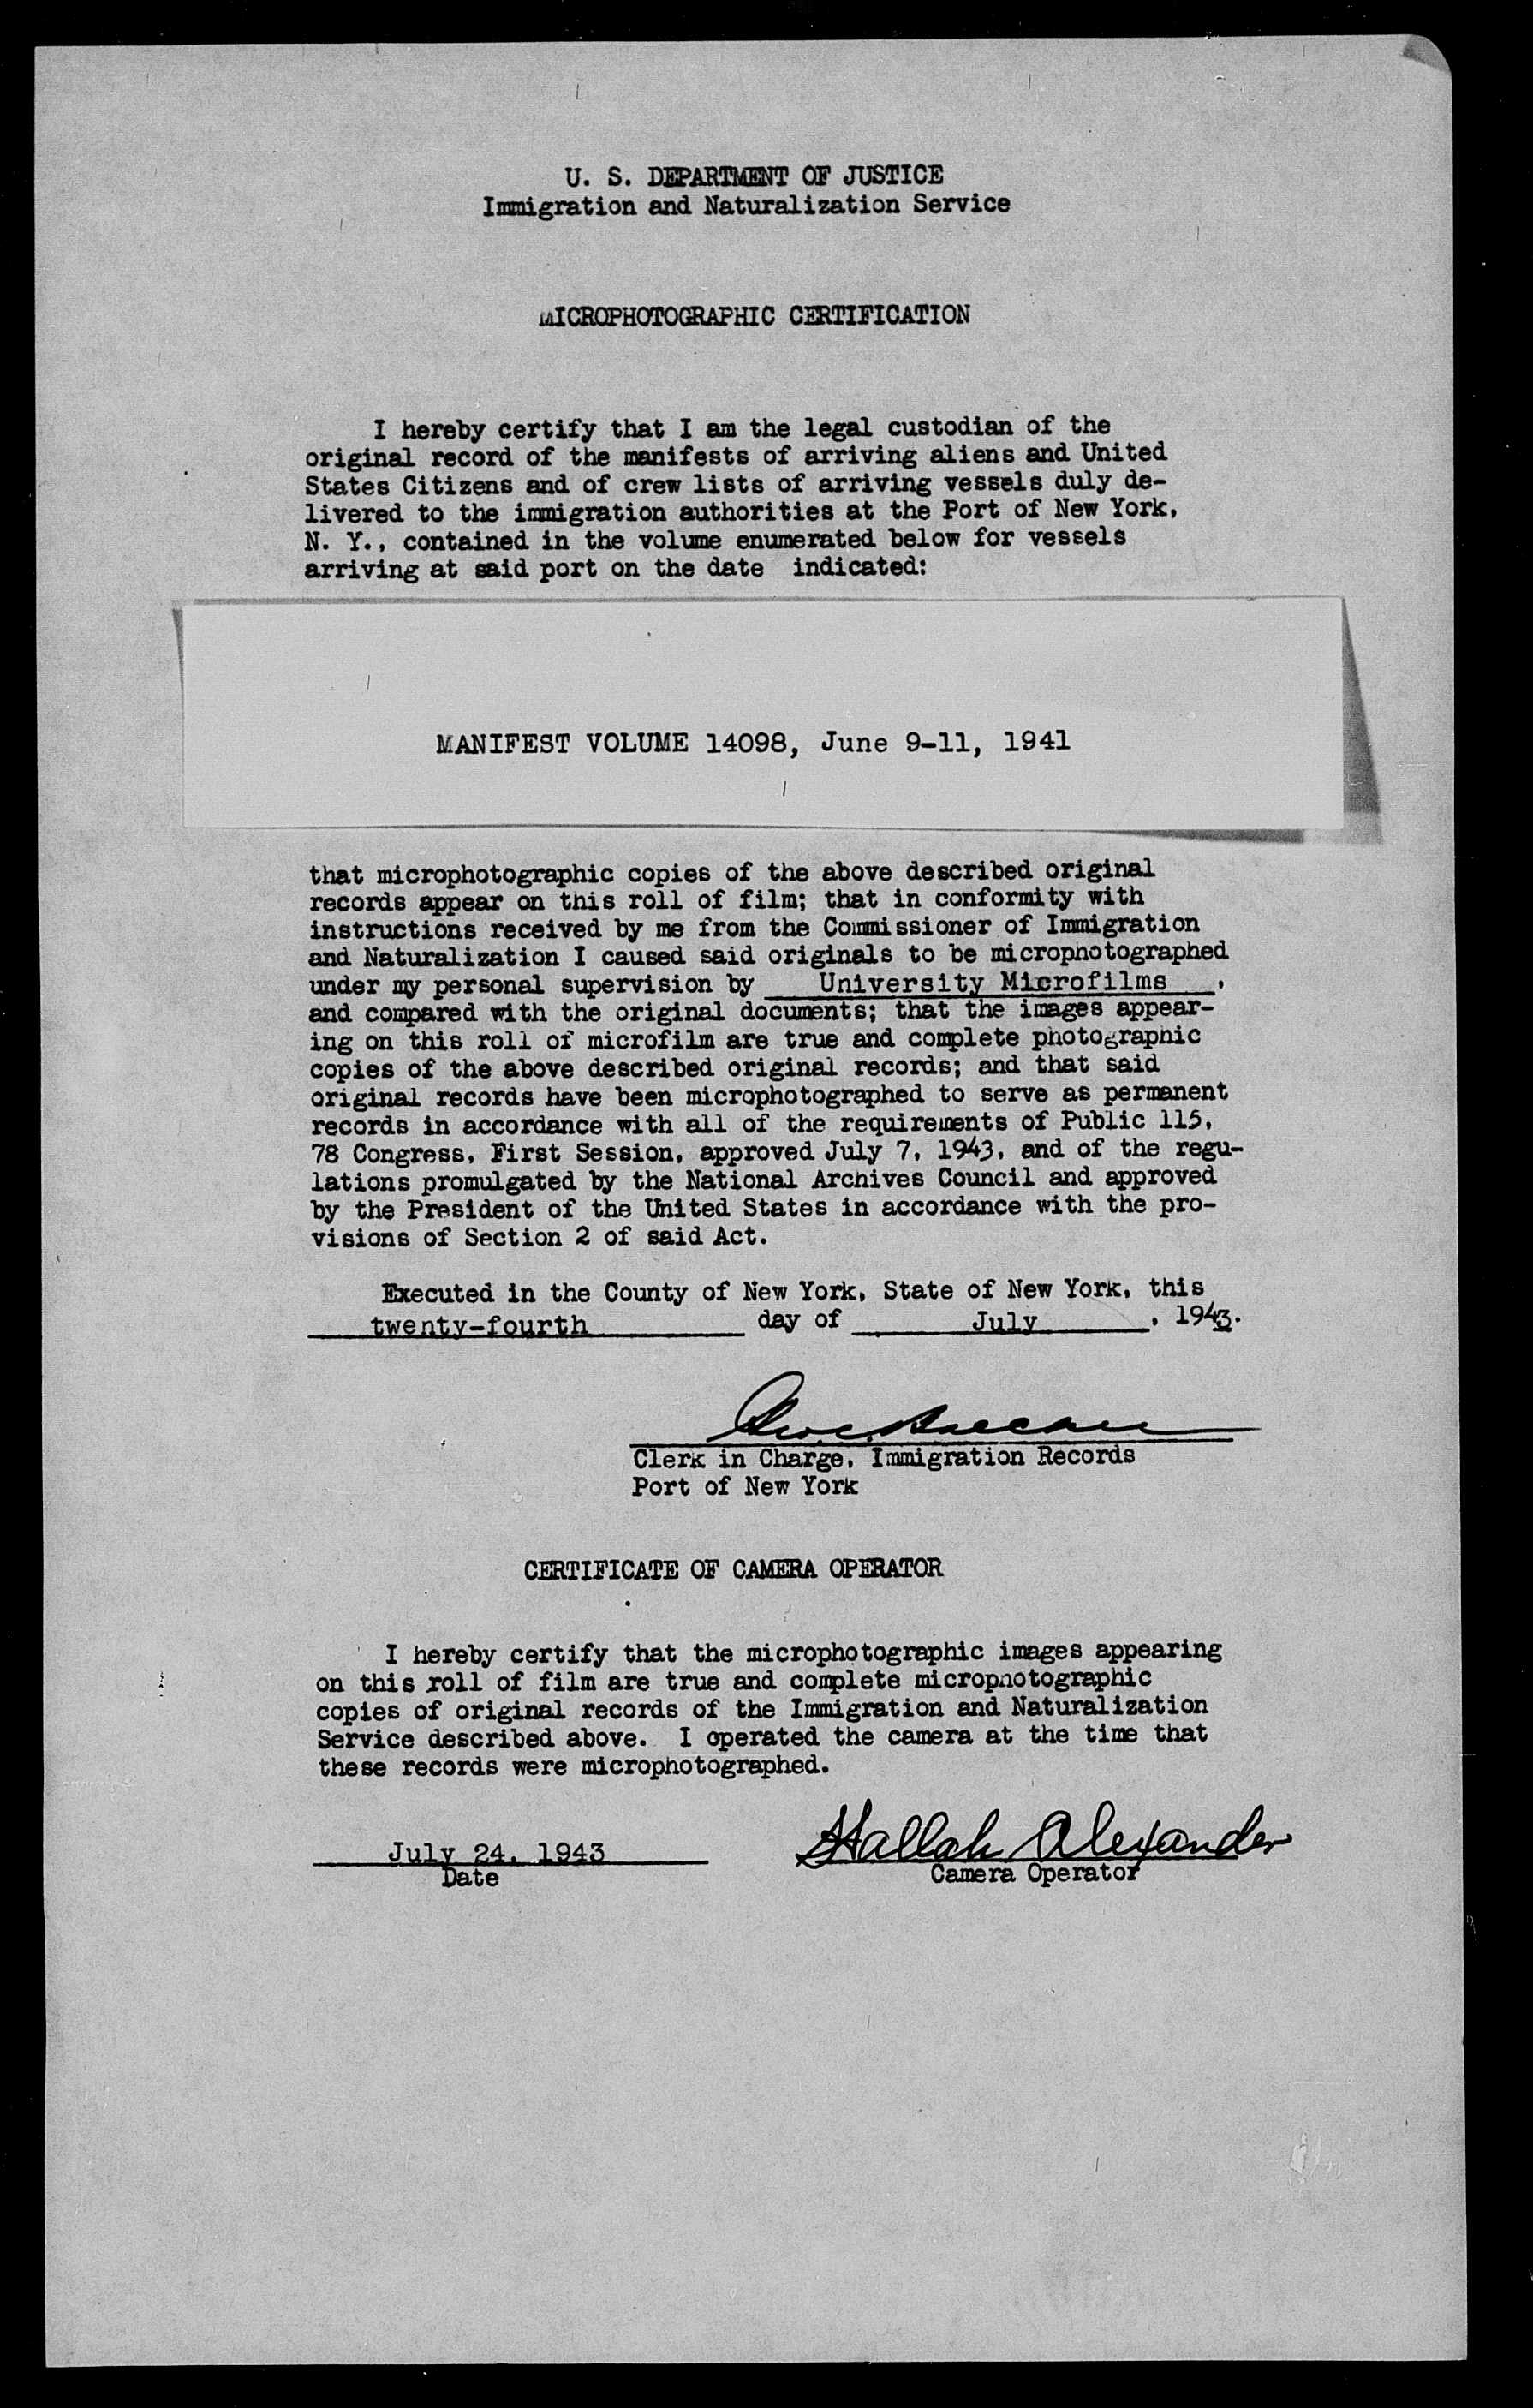 U. S. DEPARTMENT OF JUSTICE
Immigration and Naturalization Service
MICROPHOTOGRAPHIC CERTIFICATION
I hereby certify that I am the legal custodian of the
original record of the manifests of arriving aliens and United
States Citizens and of crew lists of arriving vessels duly de-
livered to the immigration authorities at the Port of New York,
N. Y., contained in the volume enumerated below for vessels
arriving at said port on the date indicated:
MANIFEST VOLUME 14098, June 9-11, 1941
that microphotographic copies of the above described original
records appear on this roll of film; that in conformity with
instructions received by me from the Commissioner of Immigration
and Naturalization I caused said originals to be microphotographed
under my personal supervision by University Microfilms,
and compared with the original documents; that the images appear-
ing on this roll of microfilm are true and complete photographic
copies of the above described original records; and that said
original records have been microphotographed to serve as permanent
records in accordance with all of the requirements of Public 115,
78 Congress, First Session, approved July 7, 1943, and of the regu-
lations promulgated by the National Archives Council and approved
by the President of the United States in accordance with the pro-
visions of Section 2 of said Act.
Executed in the County of New York, State of New York, this
twenty-fourth day of July, 1943.
Clerk in Charge, Immigration Records
Port of New York
CERTIFICATE OF CAMERA OPERATOR
I hereby certify that the microphotographic images appearing
on this roll of film are true and complete microphotographic
copies of original records of the Immigration and Naturalization
Service described above. I operated the camera at the time that
these records were microphotographed.
July 24, 1943 Alexander
Date Camera Operator